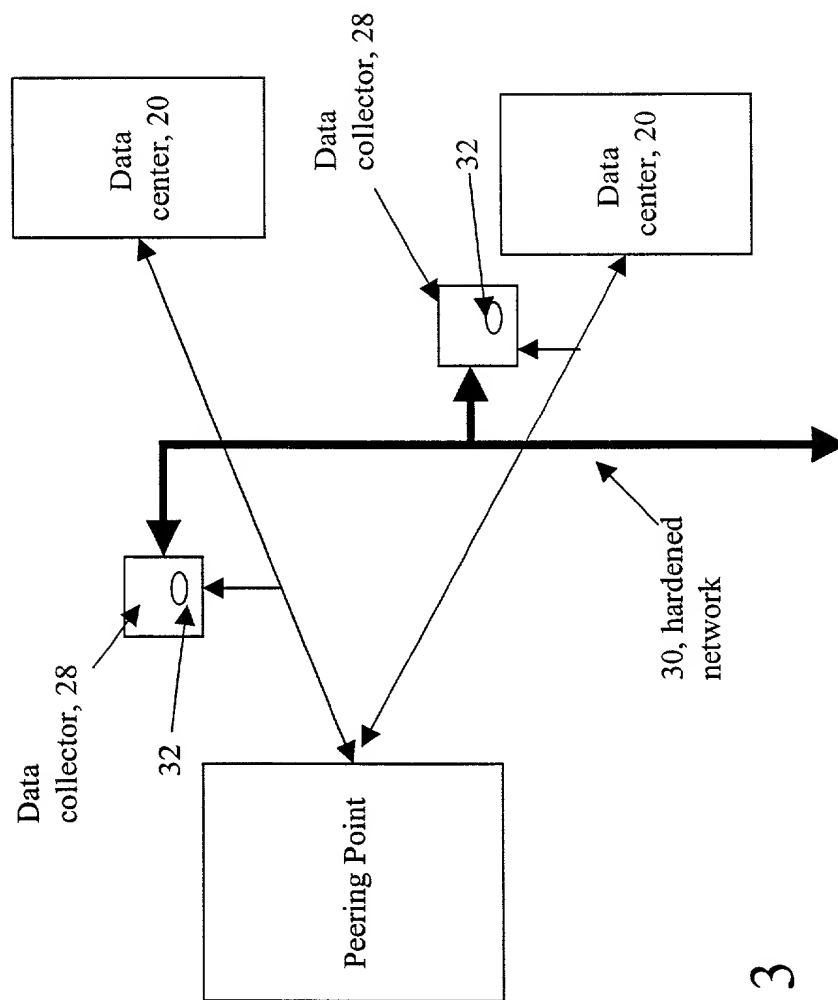 Data
collector, 28
Data
center, 20
32
Data
collector, 28
Peering Point
32
Data
center, 20
30, hardened
network
3